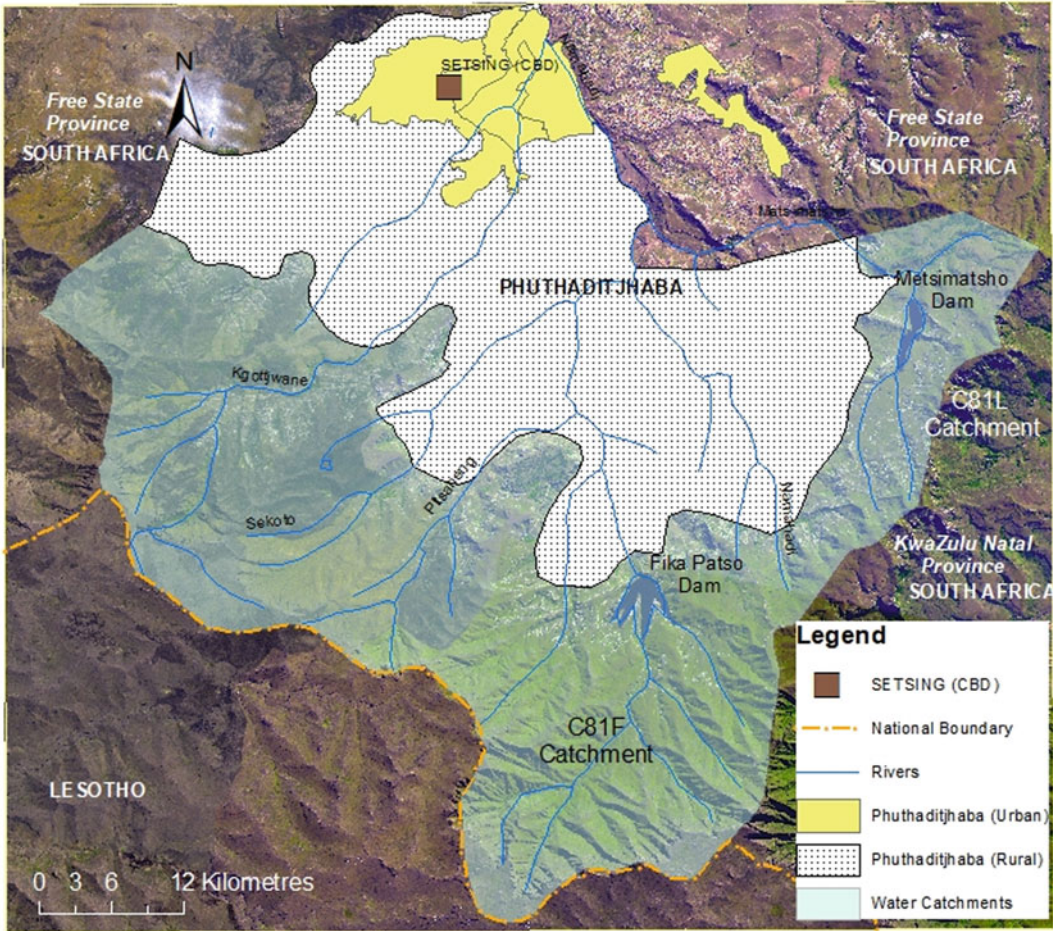 SETSING (CBD)
N
Free State
Province
SOUTH AFRICA
Free State
Province
SOUTH AFRICA
PHUTHADITJHABA
Metsimatsho
Dam
Kgotjwane
C81L
Catchment
Sekoto
KwaZulu Natal
Province
SOUTH AFRICA
Fika Patso
Dam
C81F
Catchment
LESOTHO
0 3 6 12 Kilometres
Legend
SETSING (CBD)
National Boundary
Rivers
Phuthaditjhaba (Urban)
Phuthaditjhaba (Rural)
Water Catchments